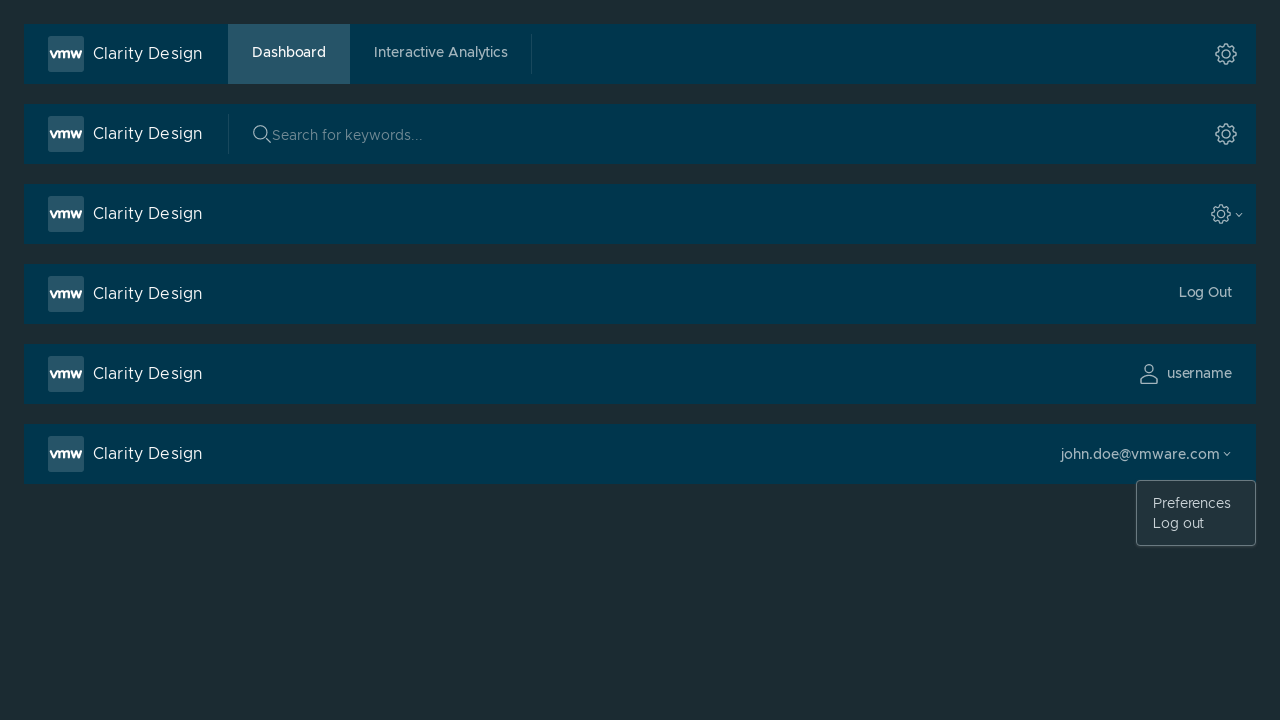 vmw Clarity Design Dashboard Interactive Analytics
vmw Clarity Design Search for keywords...
vmw Clarity Design
vmw Clarity Design Log Out
vmw Clarity Design username
vmw Clarity Design john.doe@vmware.com
Preferences
Log out